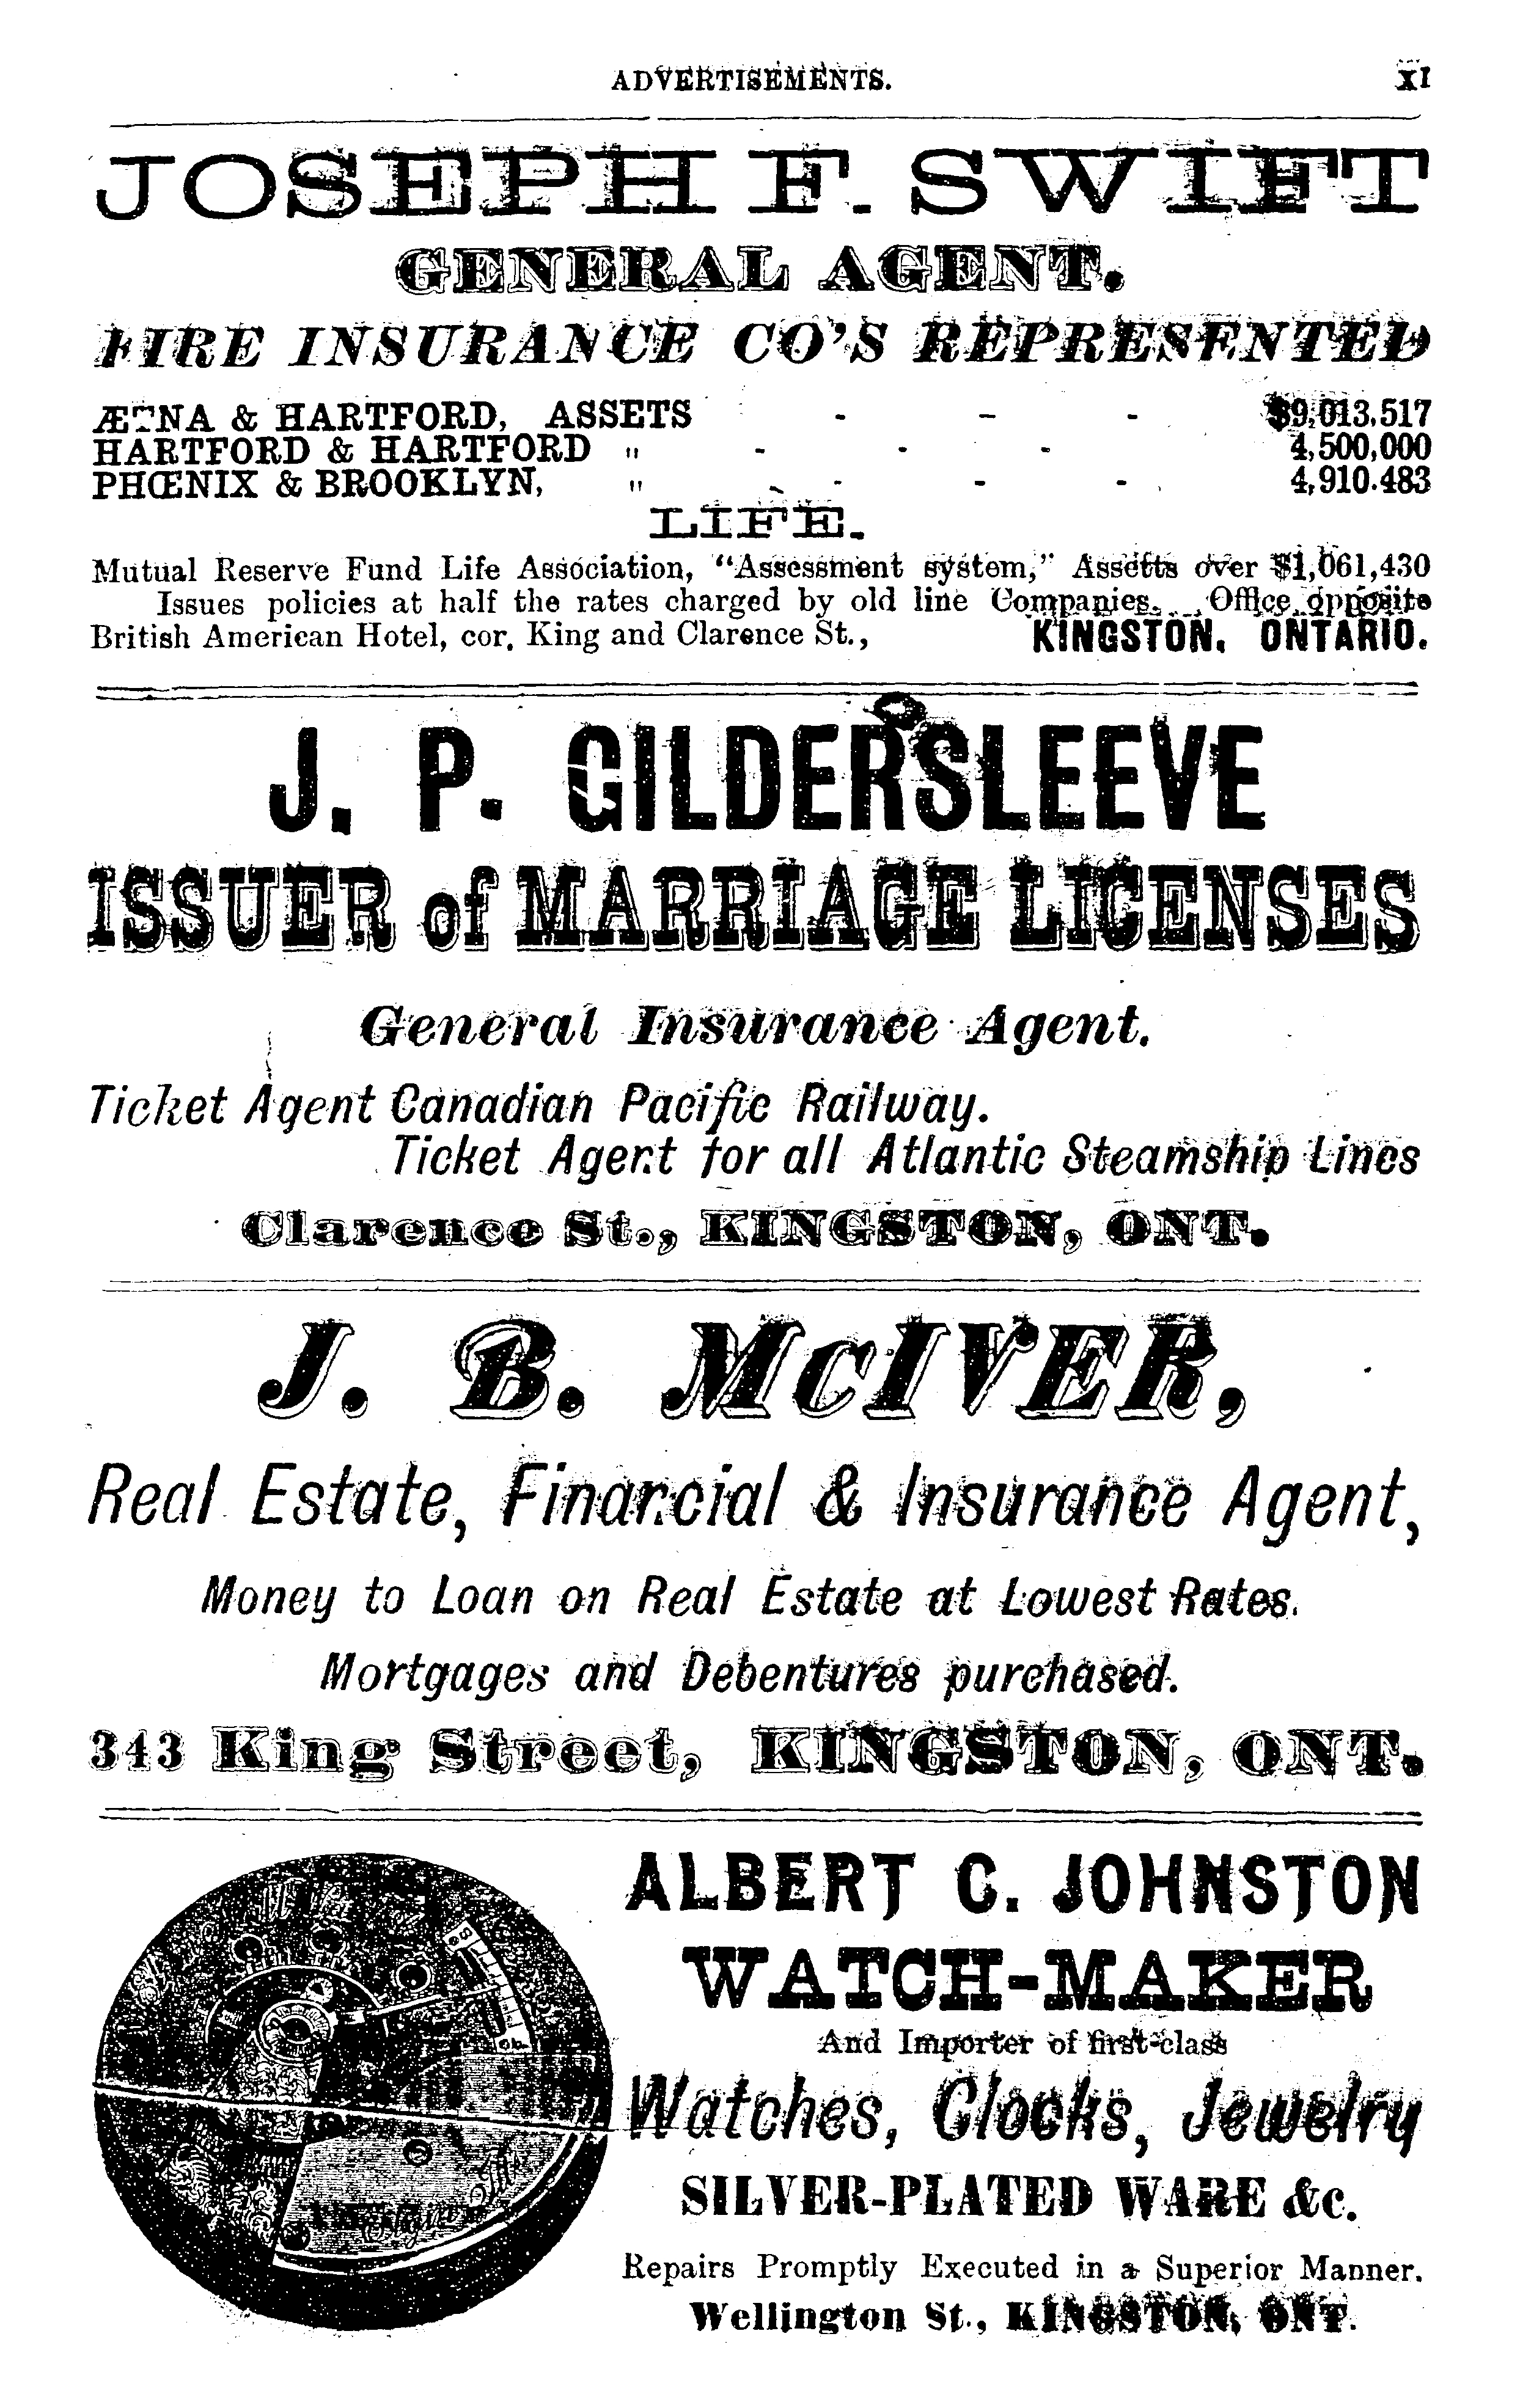 ADVERTISEMENTS. XI
JOSEPH F. SWIFT
GENERAL AGENT.
FIRE INSURANCE CO'S REPRESENTED
ÆTNA & HARTFORD, ASSETS - - - $9,013,517
HARTFORD & HARTFORD " - - - 4,500,000
PHŒNIX & BROOKLYN, " - - - 4,910.483
LIFE.
Mutual Reserve Fund Life Association, "Assessment system," Assetts over $1,061,430
Issues policies at half the rates charged by old line Companies. Office opposite
British American Hotel, cor. King and Clarence St., KINGSTON, ONTARIO.
J. P. GILDERSLEEVE
ISSUER of MARRIAGE LICENSES
General Insurance Agent.
Ticket Agent Canadian Pacific Railway.
Ticket Agent for all Atlantic Steamship Lines
Clarence St., KINGSTON, ONT.
J. B. McIVER,
Real Estate, Financial & Insurance Agent,
Money to Loan on Real Estate at Lowest Rates.
Mortgages and Debentures purchased.
343 King Street, KINGSTON, ONT.
ALBERT C. JOHNSTON
WATCH-MAKER
And Importer of first-class
Watches, Clocks, Jewelry
SILVER-PLATED WARE &c.
Repairs Promptly Executed in a Superior Manner.
Wellington St., KINGSTON, ONT.